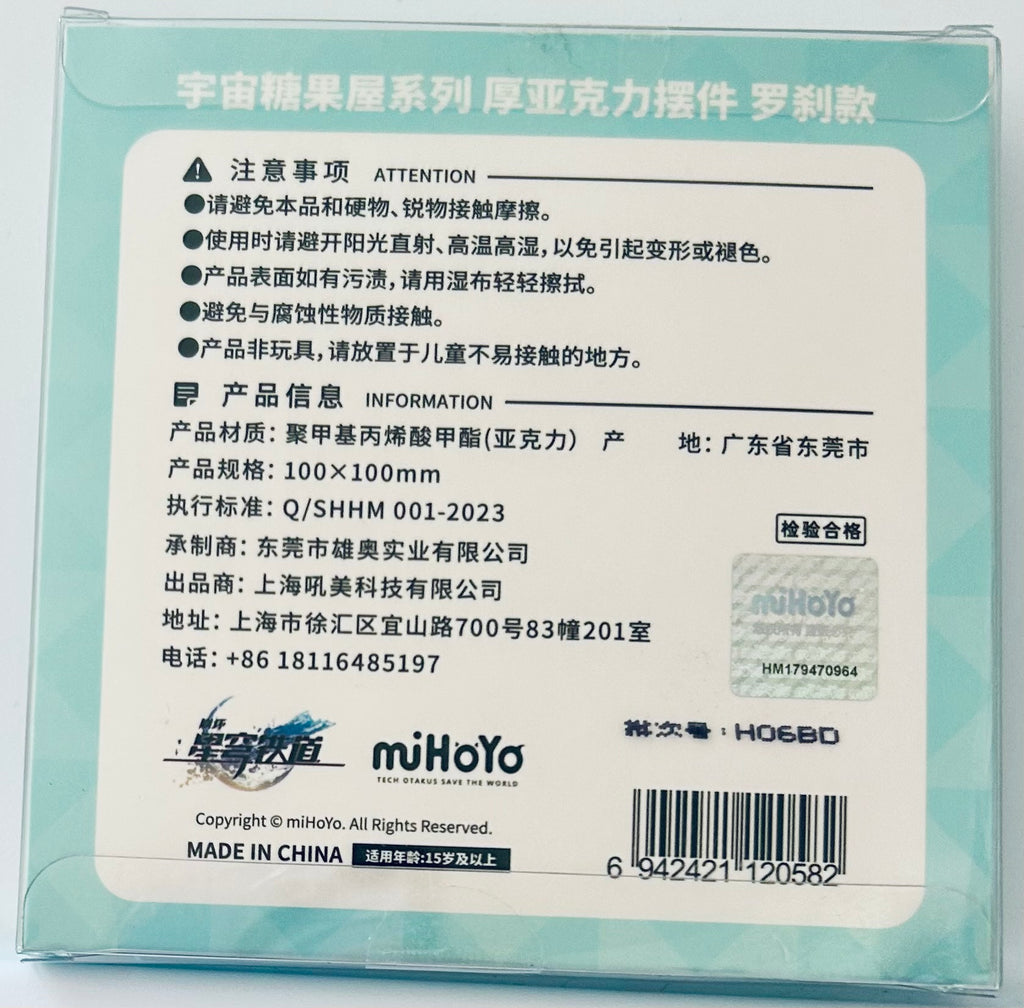 宇宙糖果屋系列 厚亚克力摆件 罗刹款
注意事项 ATTENTION
●请避免本品和硬物、锐物接触摩擦。
●使用时请避开阳光直射、高温高湿,以免引起变形或褪色。
●产品表面如有污渍,请用湿布轻轻擦拭。
●避免与腐蚀性物质接触。
●产品非玩具,请放置于儿童不易接触的地方。
产品信息 INFORMATION
产品材质: 聚甲基丙烯酸甲酯(亚克力) 产 地: 广东省东莞市
产品规格: 100×100mm
执行标准: Q/SHHM 001-2023
检验合格
承制商: 东莞市雄奥实业有限公司
出品商: 上海吼美科技有限公司
miHoYo
地址: 上海市徐汇区宜山路700号83幢201室
HM179470964
电话: +86 18116485197
崩坏
星穹铁道
miHoYo
TECH OTAKUS SAVE THE WORLD
批次号:H06BD
Copyright © miHoYo. All Rights Reserved.
MADE IN CHINA 适用年龄:15岁及以上
6 942421 120582